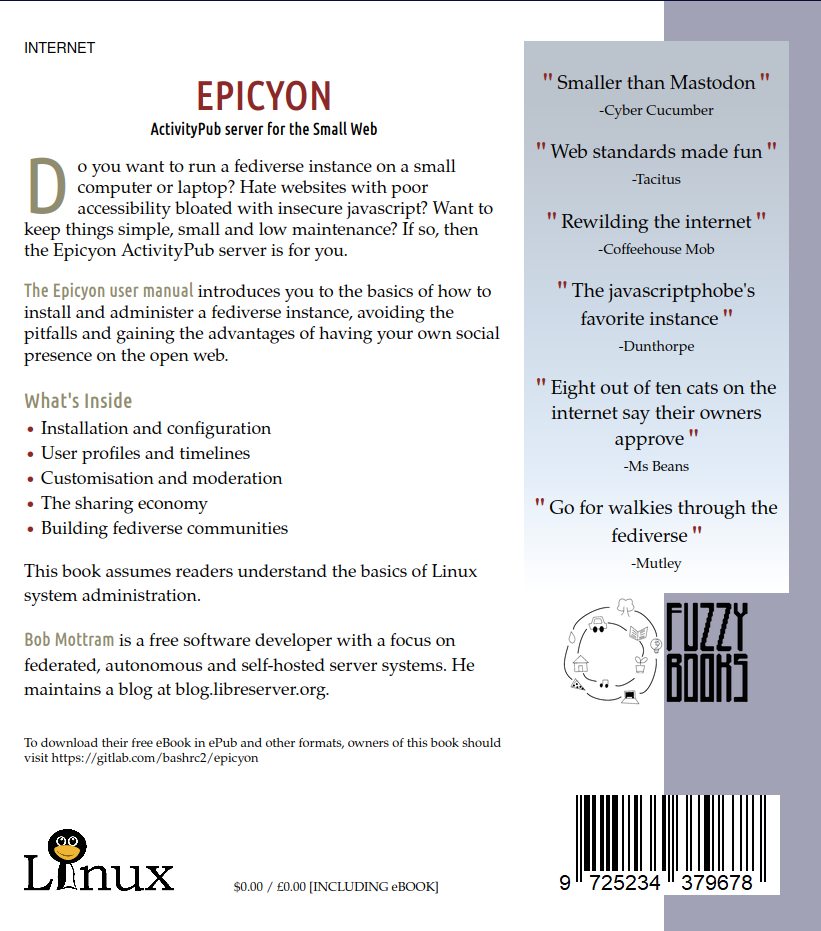 INTERNET
EPICYON
ActivityPub server for the Small Web
Do you want to run a fediverse instance on a small
computer or laptop? Hate websites with poor
accessibility bloated with insecure javascript? Want to
keep things simple, small and low maintenance? If so, then
the Epicyon ActivityPub server is for you.
The Epicyon user manual introduces you to the basics of how to
install and administer a fediverse instance, avoiding the
pitfalls and gaining the advantages of having your own social
presence on the open web.
What's Inside
• Installation and configuration
• User profiles and timelines
• Customisation and moderation
• The sharing economy
• Building fediverse communities
This book assumes readers understand the basics of Linux
system administration.
Bob Mottram is a free software developer with a focus on
federated, autonomous and self-hosted server systems. He
maintains a blog at blog.libreserver.org.
To download their free eBook in ePub and other formats, owners of this book should
visit https://gitlab.com/bashrc2/epicyon
Linux
$0.00 / £0.00 [INCLUDING eBOOK]
" Smaller than Mastodon "
-Cyber Cucumber
" Web standards made fun "
-Tacitus
" Rewilding the internet "
-Coffeehouse Mob
" The javascriptphobe's
favorite instance "
-Dunthorpe
" Eight out of ten cats on the
internet say their owners
approve "
-Ms Beans
" Go for walkies through the
fediverse "
-Mutley
FUZZY
BOOKS
9 725234 379678